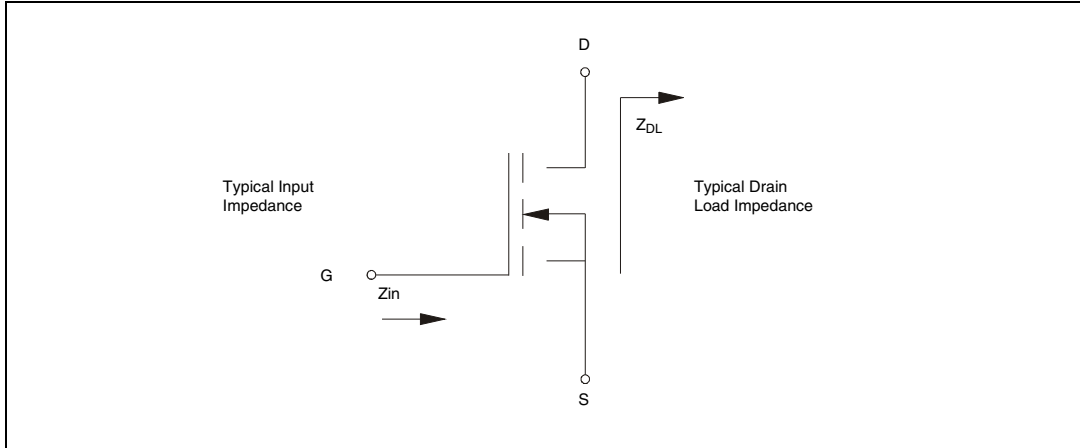 D
Z_DL
Typical Input
Impedance
Typical Drain
Load Impedance
G
Zin
S